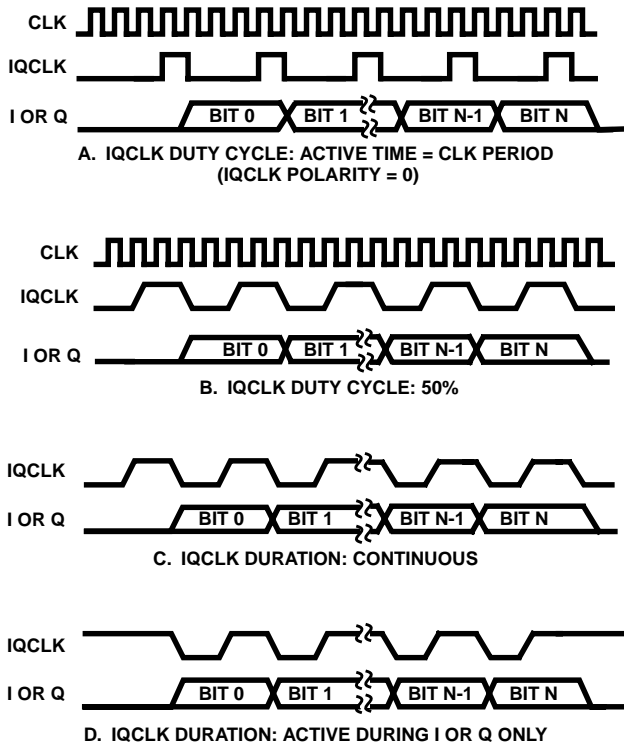 CLK
IQCLK
I OR Q BIT 0 BIT 1 BIT N-1 BIT N
A. IQCLK DUTY CYCLE: ACTIVE TIME = CLK PERIOD
(IQCLK POLARITY = 0)
CLK
IQCLK
I OR Q BIT 0 BIT 1 BIT N-1 BIT N
B. IQCLK DUTY CYCLE: 50%
IQCLK
I OR Q BIT 0 BIT 1 BIT N-1 BIT N
C. IQCLK DURATION: CONTINUOUS
IQCLK
I OR Q BIT 0 BIT 1 BIT N-1 BIT N
D. IQCLK DURATION: ACTIVE DURING I OR Q ONLY